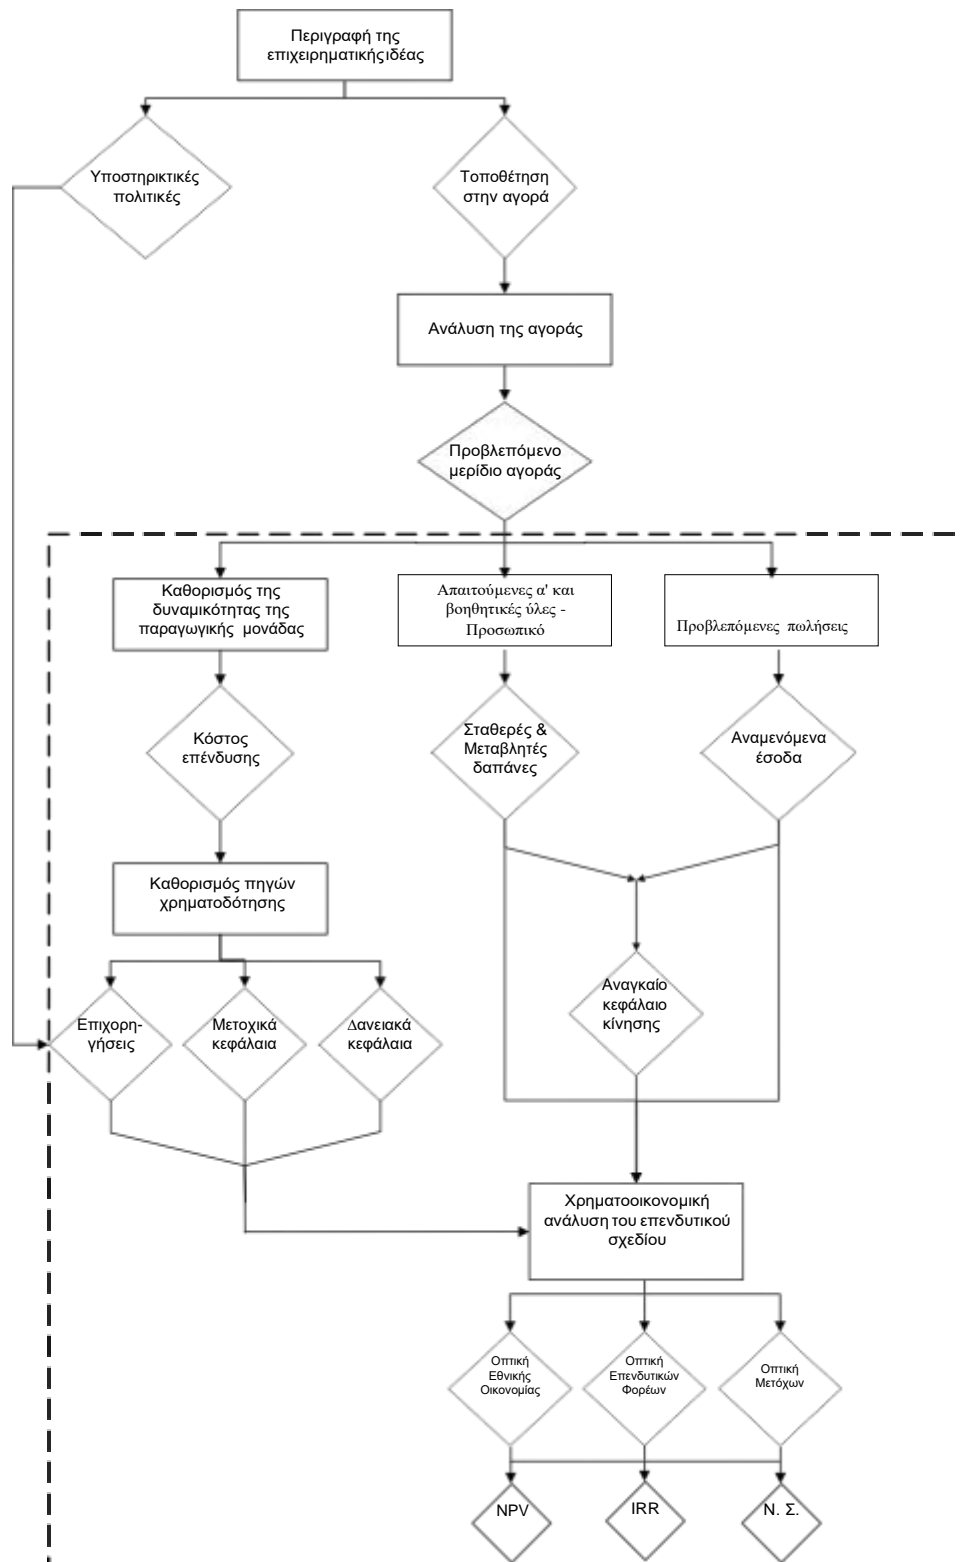 Περιγραφή της
επιχειρηματικής ιδέας
Υποστηρικτικές
πολιτικές
Τοποθέτηση
στην αγορά
Ανάλυση της αγοράς
Προβλεπόμενο
μερίδιο αγοράς
Καθορισμός της
δυναμικότητας της
παραγωγικής μονάδας
Απαιτούμενες α' και
βοηθητικές ύλες -
Προσωπικό
Προβλεπόμενες πωλήσεις
Κόστος
επένδυσης
Σταθερές &
Μεταβλητές
δαπάνες
Αναμενόμενα
έσοδα
Καθορισμός πηγών
χρηματοδότησης
Επιχορη-
γήσεις
Μετοχικά
κεφάλαια
Δανειακά
κεφάλαια
Αναγκαίο
κεφάλαιο
κίνησης
Χρηματοοικονομική
ανάλυση του επενδυτικού
σχεδίου
Οπτική
Εθνικής
Οικονομίας
Οπτική
Επενδυτικών
Φορέων
Οπτική
Μετόχων
NPV
IRR
Ν. Σ.